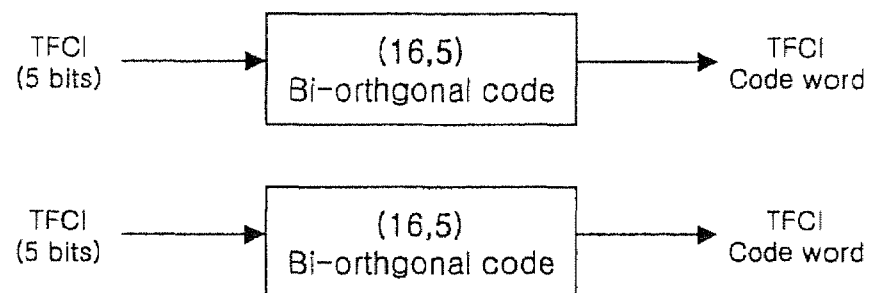 TFCI
(5 bits)
(16,5)
Bi-orthgonal code
TFCI
Code word
TFCI
(5 bits)
(16,5)
Bi-orthgonal code
TFCI
Code word